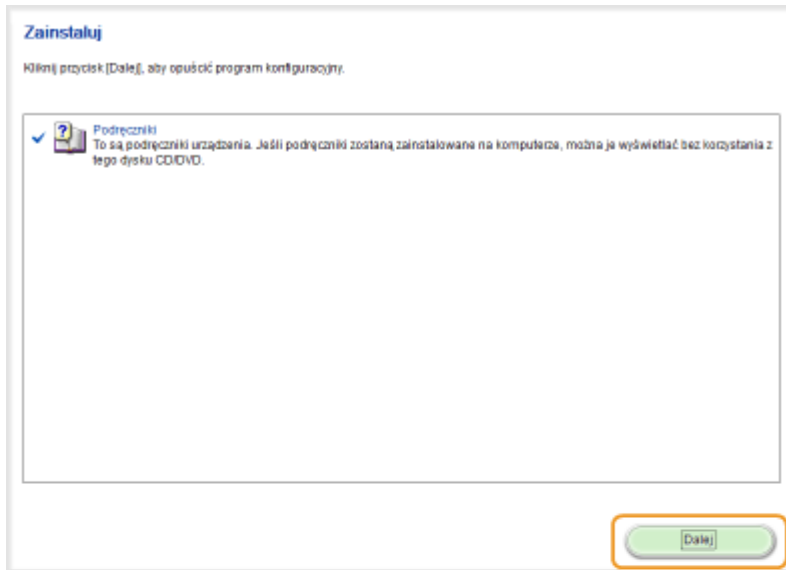 Zainstaluj
Kliknij przycisk [Dalej], aby opuścić program konfiguracyjny.
Podręczniki
To są podręczniki urządzenia. Jeśli podręczniki zostaną zainstalowane na komputerze, można je wyświetlać bez korzystania z
tego dysku CD/DVD.
Dalej